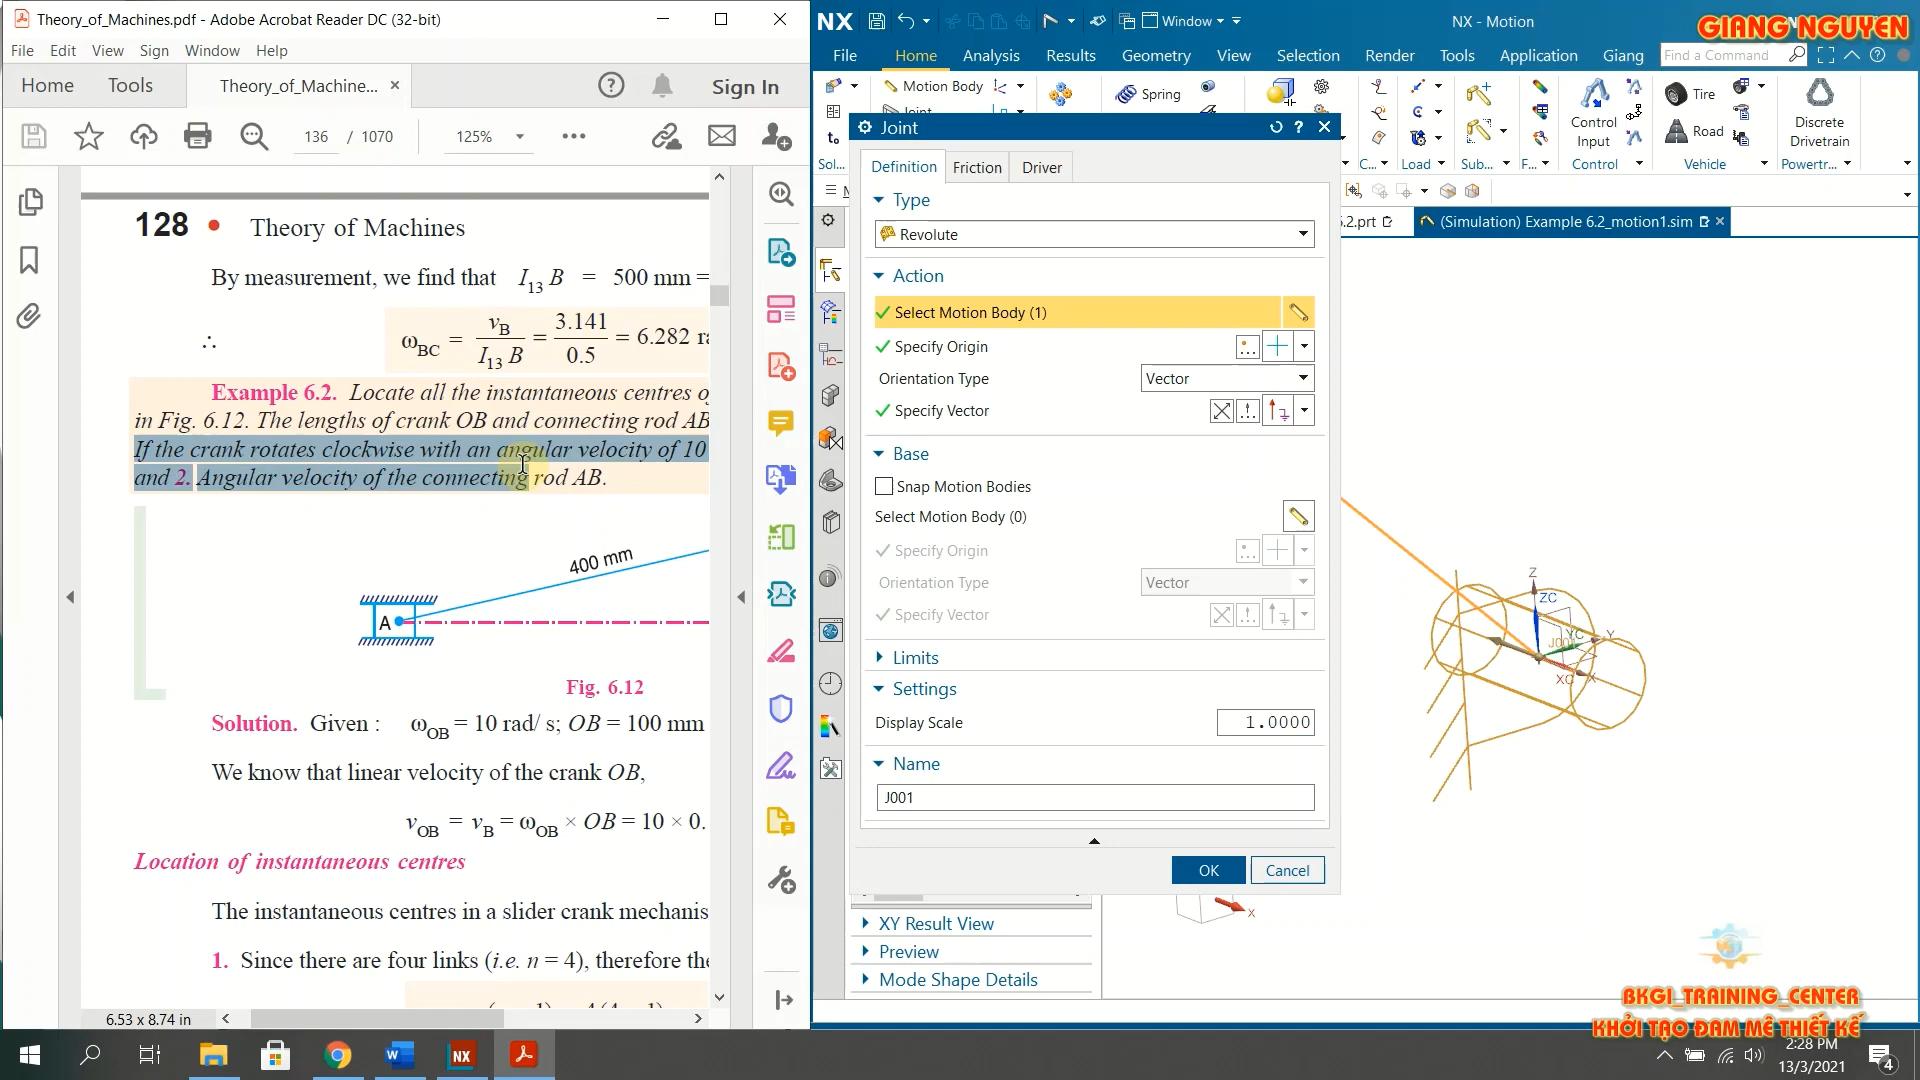 Theory_of_Machines.pdf - Adobe Acrobat Reader DC (32-bit)
File Edit View Sign Window Help
Home Tools Theory_of_Machine... × Sign In
136 / 1070 125%
128 • Theory of Machines
By measurement, we find that I13 B = 500 mm =
∴ ωBC = vB / I13 B = 3.141 / 0.5 = 6.282 ra
Example 6.2. Locate all the instantaneous centres o
in Fig. 6.12. The lengths of crank OB and connecting rod AB
If the crank rotates clockwise with an angular velocity of 10
and 2. Angular velocity of the connecting rod AB.
400 mm
A
Fig. 6.12
Solution. Given : ωOB = 10 rad/ s; OB = 100 mm
We know that linear velocity of the crank OB,
vOB = vB = ωOB × OB = 10 × 0.
Location of instantaneous centres
The instantaneous centres in a slider crank mechanis
1. Since there are four links (i.e. n = 4), therefore the
6.53 x 8.74 in
NX Window NX - Motion
GIANG NGUYEN
File Home Analysis Results Geometry View Selection Render Tools Application Giang Find a Command
Motion Body
Joint
Spring
Control Input
Tire
Road
Discrete Drivetrain
Sol... C... Load Sub... F... Control Vehicle Powertr...
6.2.prt (Simulation) Example 6.2_motion1.sim
Joint
Definition Friction Driver
Type
Revolute
Action
Select Motion Body (1)
Specify Origin
Orientation Type Vector
Specify Vector
Base
Snap Motion Bodies
Select Motion Body (0)
Specify Origin
Orientation Type Vector
Specify Vector
Limits
Settings
Display Scale 1.0000
Name
J001
OK Cancel
XY Result View
Preview
Mode Shape Details
Z
ZC
YC Y
J001
XC X
X
BKGI_TRAINING_CENTER
KHỞI TẠO ĐAM MÊ THIẾT KẾ
2:28 PM
13/3/2021
4